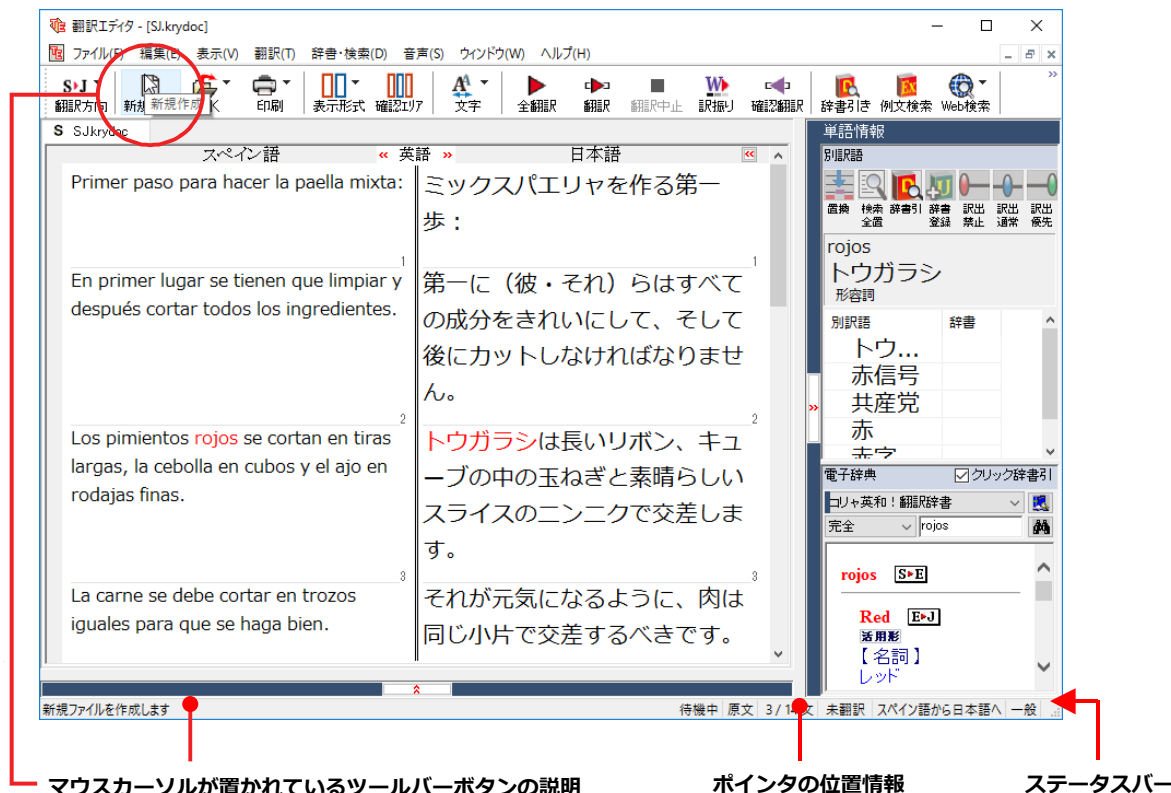 翻訳エディタ - [SJ.krydoc]
ファイル(F) 編集(E) 表示(V) 翻訳(T) 辞書・検索(D) 音声(S) ウィンドウ(W) ヘルプ(H)
S▸J
翻訳方向 新規作成 印刷 表示形式 確認エリア 文字 全翻訳 翻訳 翻訳中止 訳振り 確認翻訳 辞書引き 例文検索 Web検索
S SJ.krydoc
スペイン語 « 英語 » 日本語 «
Primer paso para hacer la paella mixta:
ミックスパエリャを作る第一
歩：
1 1
En primer lugar se tienen que limpiar y
después cortar todos los ingredientes.
第一に（彼・それ）らはすべて
の成分をきれいにして、そして
後にカットしなければなりませ
ん。
2 2
Los pimientos rojos se cortan en tiras
largas, la cebolla en cubos y el ajo en
rodajas finas.
トウガラシは長いリボン、キュ
ーブの中の玉ねぎと素晴らしい
スライスのニンニクで交差しま
す。
3 3
La carne se debe cortar en trozos
iguales para que se haga bien.
それが元気になるように、肉は
同じ小片で交差するべきです。
単語情報
別訳語
置換 検索全置 辞書引 辞書登録 訳出禁止 訳出通常 訳出優先
rojos
トウガラシ
形容詞
別訳語 辞書
トウ...
赤信号
共産党
赤
赤字
電子辞典 クリック辞書引
コリャ英和！翻訳辞書
完全 rojos
rojos S▸E
Red E▸J
活用形
【名詞】
レッド
新規ファイルを作成します 待機中 原文 3 / 14 文 未翻訳 スペイン語から日本語へ 一般
マウスカーソルが置かれているツールバーボタンの説明
ポインタの位置情報
ステータスバー